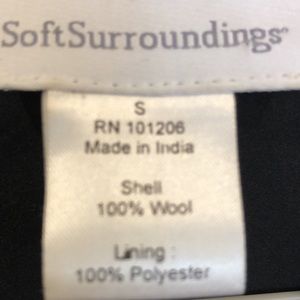 SoftSurroundings
S
RN 101206
Made in India
Shell
100% Wool
Lining :
100% Polyester